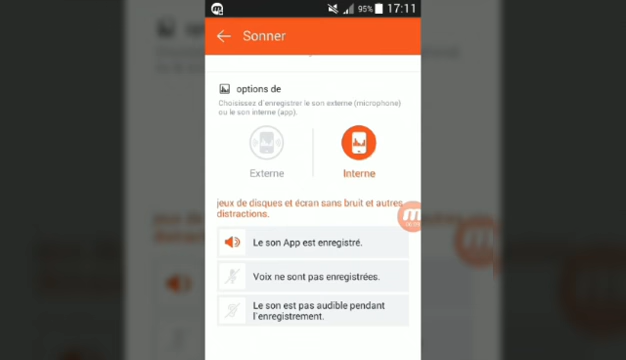 95% 17:11
Sonner
options de
Choisissez d'enregistrer le son externe (microphone)
ou le son interne (app).
Externe
Interne
jeux de disques et écran sans bruit et autres
distractions.
Le son App est enregistré.
Voix ne sont pas enregistrées.
Le son est pas audible pendant
l'enregistrement.